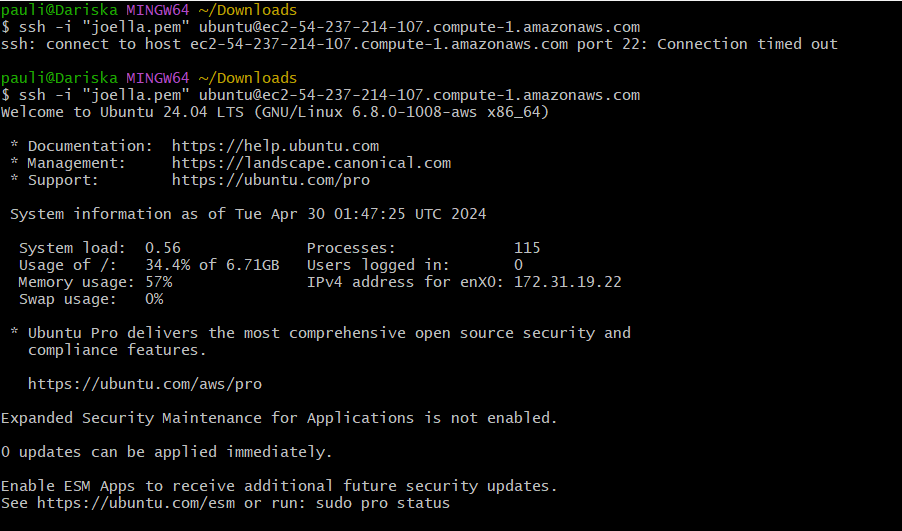 pauli@Dariska MINGW64 ~/Downloads
$ ssh -i "joella.pem" ubuntu@ec2-54-237-214-107.compute-1.amazonaws.com
ssh: connect to host ec2-54-237-214-107.compute-1.amazonaws.com port 22: Connection timed out
pauli@Dariska MINGW64 ~/Downloads
$ ssh -i "joella.pem" ubuntu@ec2-54-237-214-107.compute-1.amazonaws.com
Welcome to Ubuntu 24.04 LTS (GNU/Linux 6.8.0-1008-aws x86_64)
* Documentation:  https://help.ubuntu.com
* Management:     https://landscape.canonical.com
* Support:        https://ubuntu.com/pro
System information as of Tue Apr 30 01:47:25 UTC 2024
System load:  0.56              Processes:             115
Usage of /:   34.4% of 6.71GB   Users logged in:       0
Memory usage: 57%               IPv4 address for enX0: 172.31.19.22
Swap usage:   0%
* Ubuntu Pro delivers the most comprehensive open source security and
compliance features.
https://ubuntu.com/aws/pro
Expanded Security Maintenance for Applications is not enabled.
0 updates can be applied immediately.
Enable ESM Apps to receive additional future security updates.
See https://ubuntu.com/esm or run: sudo pro status